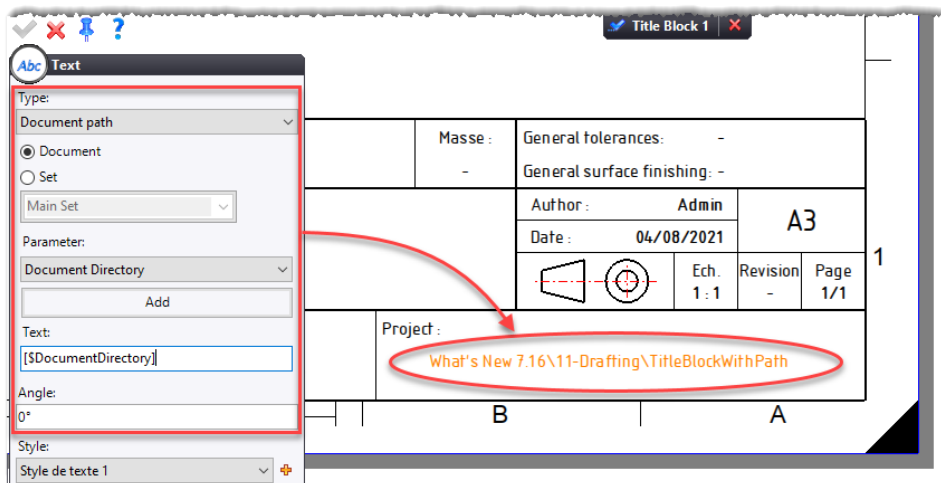 ?
Title Block 1
Abc Text
Type:
Document path
Document
Set
Main Set
Parameter:
Document Directory
Add
Text:
[$DocumentDirectory]
Angle:
0°
Style:
Style de texte 1
Masse :
-
General tolerances: -
General surface finishing: -
Author : Admin
Date : 04/08/2021
A3
Ech.
1 : 1
Revision
-
Page
1/1
1
Project :
What's New 7.16\11-Drafting\TitleBlockWithPath
B
A